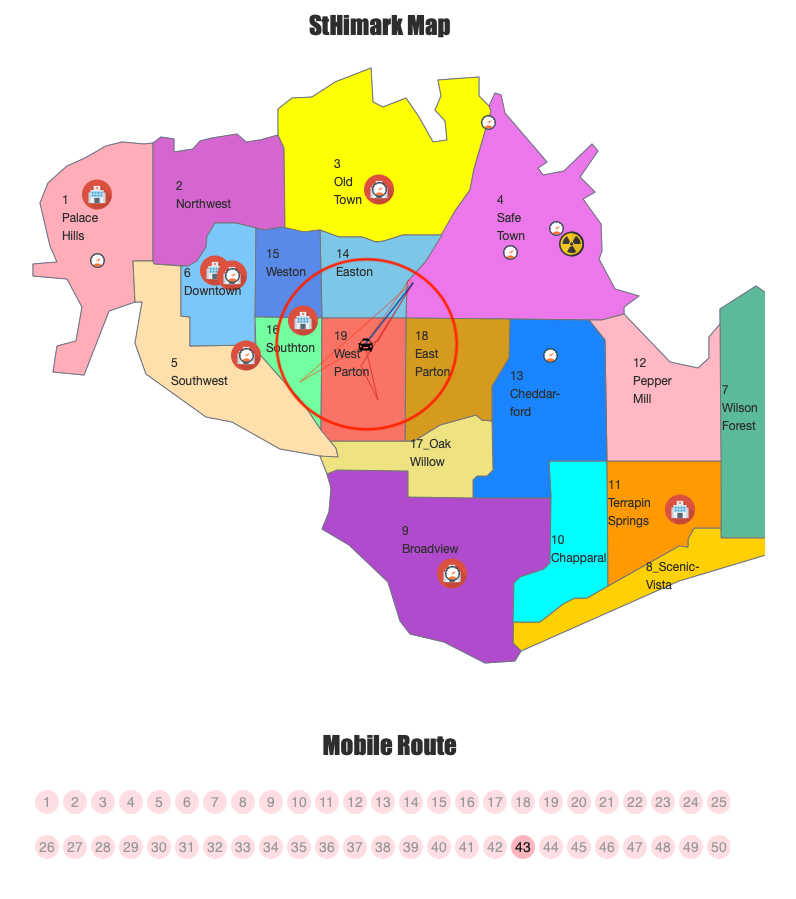 StHimark Map
1
Palace
Hills
2
Northwest
3
Old
Town
4
Safe
Town
5
Southwest
6
Downtown
15
Weston
14
Easton
16
Southton
19
West
Parton
18
East
Parton
13
Cheddar-
ford
12
Pepper
Mill
7
Wilson
Forest
17_Oak
Willow
11
Terrapin
Springs
9
Broadview
10
Chapparal
8_Scenic-
Vista
Mobile Route
1 2 3 4 5 6 7 8 9 10 11 12 13 14 15 16 17 18 19 20 21 22 23 24 25
26 27 28 29 30 31 32 33 34 35 36 37 38 39 40 41 42 43 44 45 46 47 48 49 50